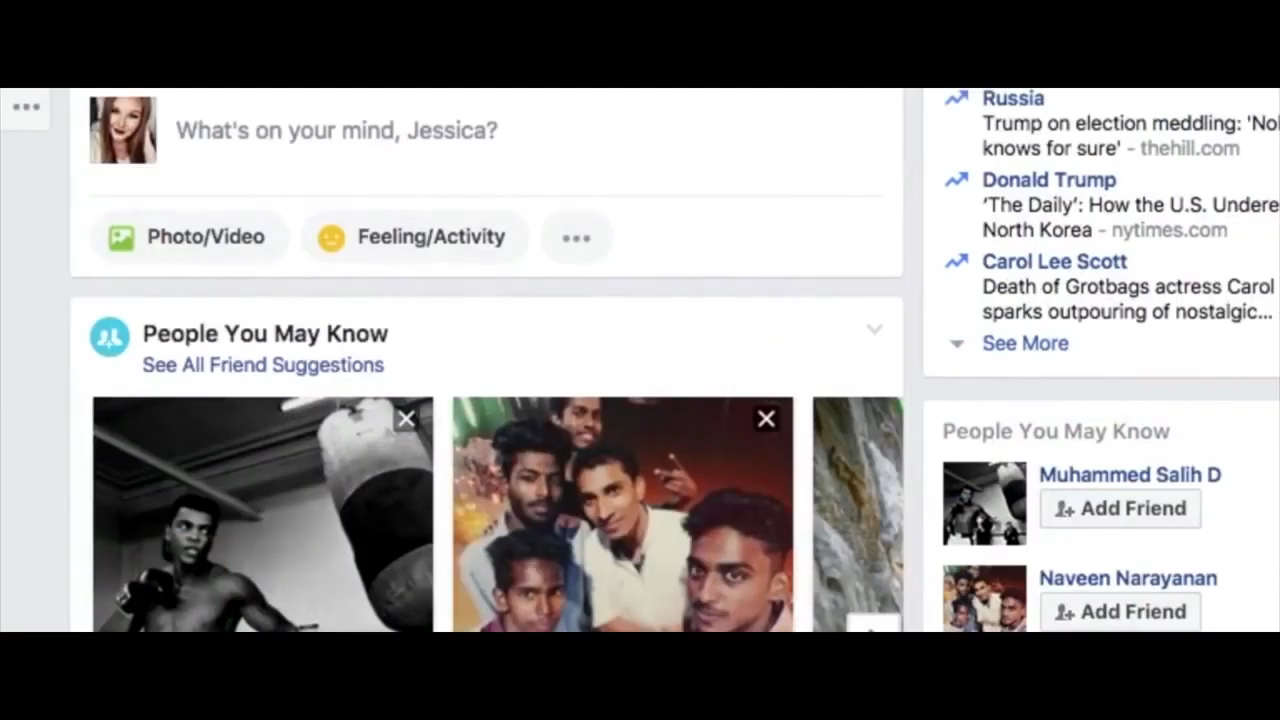 What's on your mind, Jessica?
Photo/Video
Feeling/Activity
People You May Know
See All Friend Suggestions
Russia
Trump on election meddling: 'No
knows for sure' - thehill.com
Donald Trump
'The Daily': How the U.S. Undere
North Korea - nytimes.com
Carol Lee Scott
Death of Grotbags actress Carol
sparks outpouring of nostalgic...
See More
People You May Know
Muhammed Salih D
Add Friend
Naveen Narayanan
Add Friend